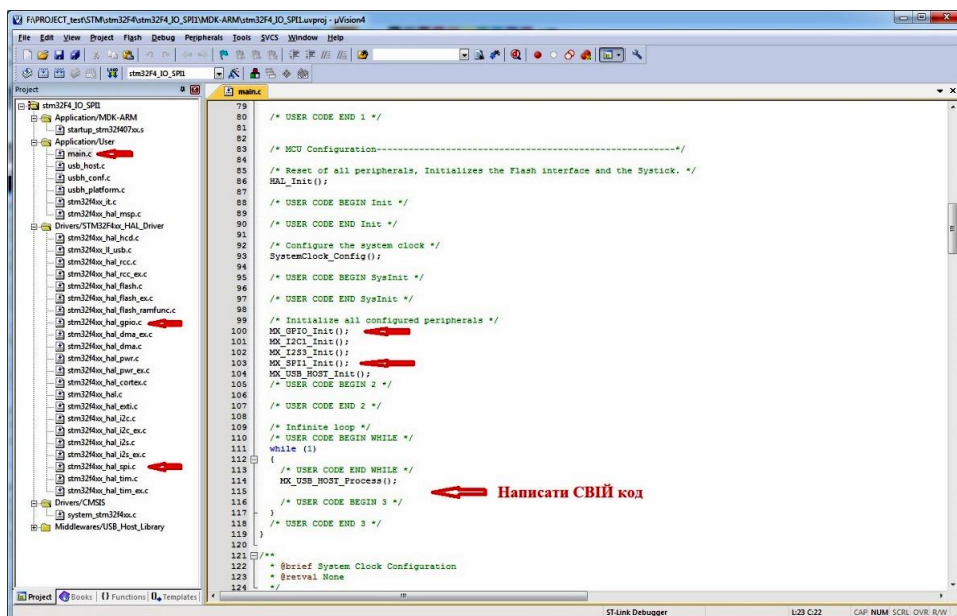 F:\PROJECT_test\STM\stm32F4\stm32F4_IO_SPI1\MDK-ARM\stm32F4_IO_SPI1.uvproj - µVision4
File Edit View Project Flash Debug Peripherals Tools SVCS Window Help
stm32F4_IO_SPI1
Project
stm32F4_IO_SPI1
Application/MDK-ARM
startup_stm32f407xx.s
Application/User
main.c
usb_host.c
usbh_conf.c
usbh_platform.c
stm32f4xx_it.c
stm32f4xx_hal_msp.c
Drivers/STM32F4xx_HAL_Driver
stm32f4xx_hal_hcd.c
stm32f4xx_ll_usb.c
stm32f4xx_hal_rcc.c
stm32f4xx_hal_rcc_ex.c
stm32f4xx_hal_flash.c
stm32f4xx_hal_flash_ex.c
stm32f4xx_hal_flash_ramfunc.c
stm32f4xx_hal_gpio.c
stm32f4xx_hal_dma_ex.c
stm32f4xx_hal_dma.c
stm32f4xx_hal_pwr.c
stm32f4xx_hal_pwr_ex.c
stm32f4xx_hal_cortex.c
stm32f4xx_hal.c
stm32f4xx_hal_exti.c
stm32f4xx_hal_i2c.c
stm32f4xx_hal_i2c_ex.c
stm32f4xx_hal_i2s.c
stm32f4xx_hal_i2s_ex.c
stm32f4xx_hal_spi.c
stm32f4xx_hal_tim.c
stm32f4xx_hal_tim_ex.c
Drivers/CMSIS
system_stm32f4xx.c
Middlewares/USB_Host_Library
Project Books {} Functions 0 Templates
main.c
79
80 /* USER CODE END 1 */
81
82
83 /* MCU Configuration----------------------------------------------------------*/
84
85 /* Reset of all peripherals, Initializes the Flash interface and the Systick. */
86 HAL_Init();
87
88 /* USER CODE BEGIN Init */
89
90 /* USER CODE END Init */
91
92 /* Configure the system clock */
93 SystemClock_Config();
94
95 /* USER CODE BEGIN SysInit */
96
97 /* USER CODE END SysInit */
98
99 /* Initialize all configured peripherals */
100 MX_GPIO_Init();
101 MX_I2C1_Init();
102 MX_I2S3_Init();
103 MX_SPI1_Init();
104 MX_USB_HOST_Init();
105 /* USER CODE BEGIN 2 */
106
107 /* USER CODE END 2 */
108
109 /* Infinite loop */
110 /* USER CODE BEGIN WHILE */
111 while (1)
112 {
113 /* USER CODE END WHILE */
114 MX_USB_HOST_Process();
115 Написати СВІЙ код
116 /* USER CODE BEGIN 3 */
117 }
118 /* USER CODE END 3 */
119 }
120
121 /**
122 * @brief System Clock Configuration
123 * @retval None
124 */
ST-Link Debugger L:23 C:22 CAP NUM SCRL OVR R/W